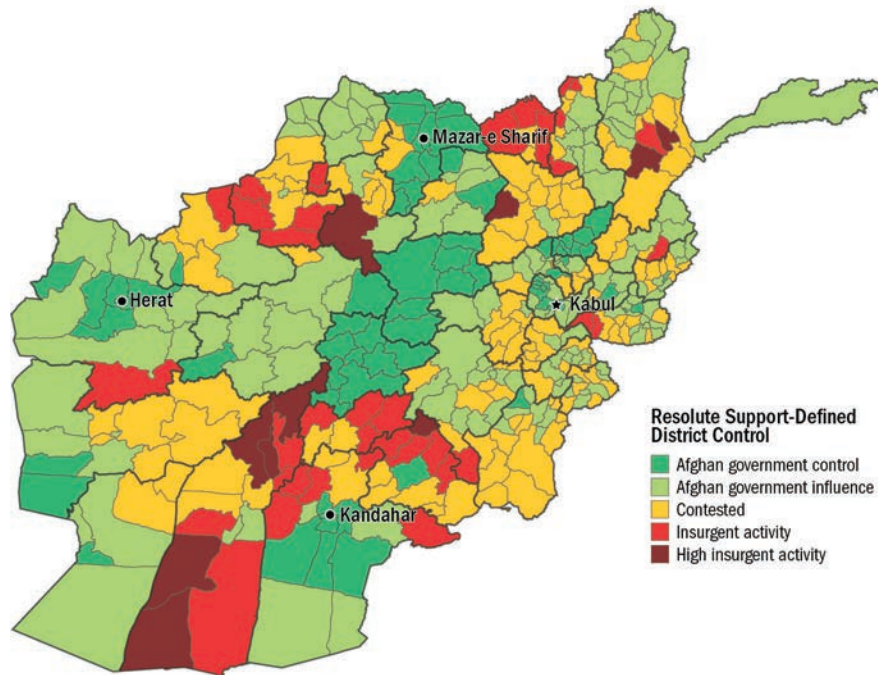 Mazar-e Sharif
Herat
Kabul
Kandahar
Resolute Support-Defined
District Control
Afghan government control
Afghan government influence
Contested
Insurgent activity
High insurgent activity